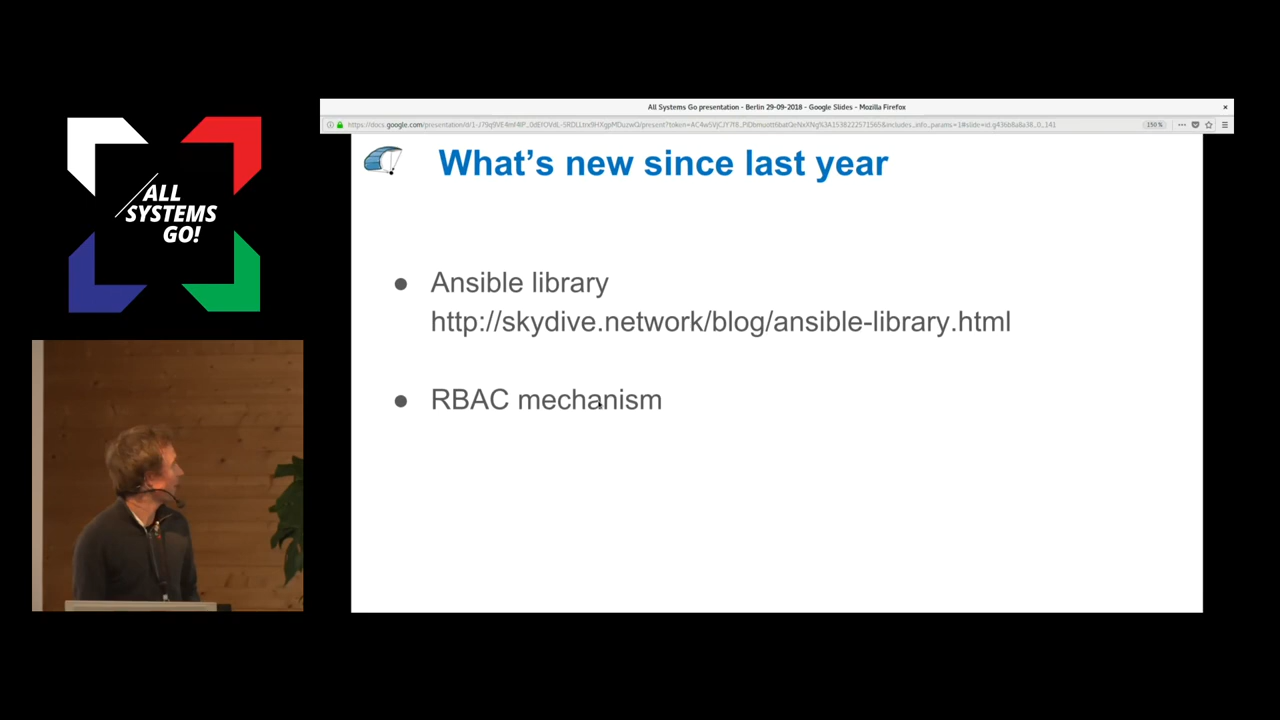 All Systems Go presentation - Berlin 29-09-2018 - Google Slides - Mozilla Firefox
150%
What's new since last year
ALL
SYSTEMS
GO!
● Ansible library
http://skydive.network/blog/ansible-library.html
● RBAC mechanism